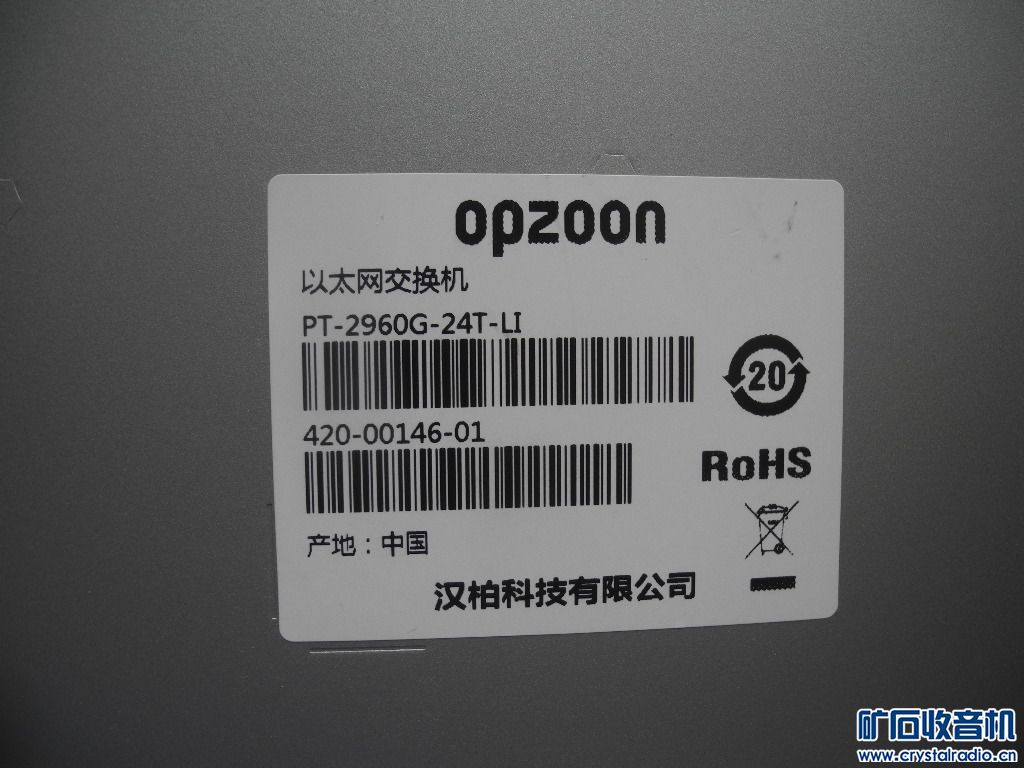 opzoon
以太网交换机
PT-2960G-24T-LI
420-00146-01
产地：中国
汉柏科技有限公司
20
RoHS
矿石收音机
www.crystalradio.cn